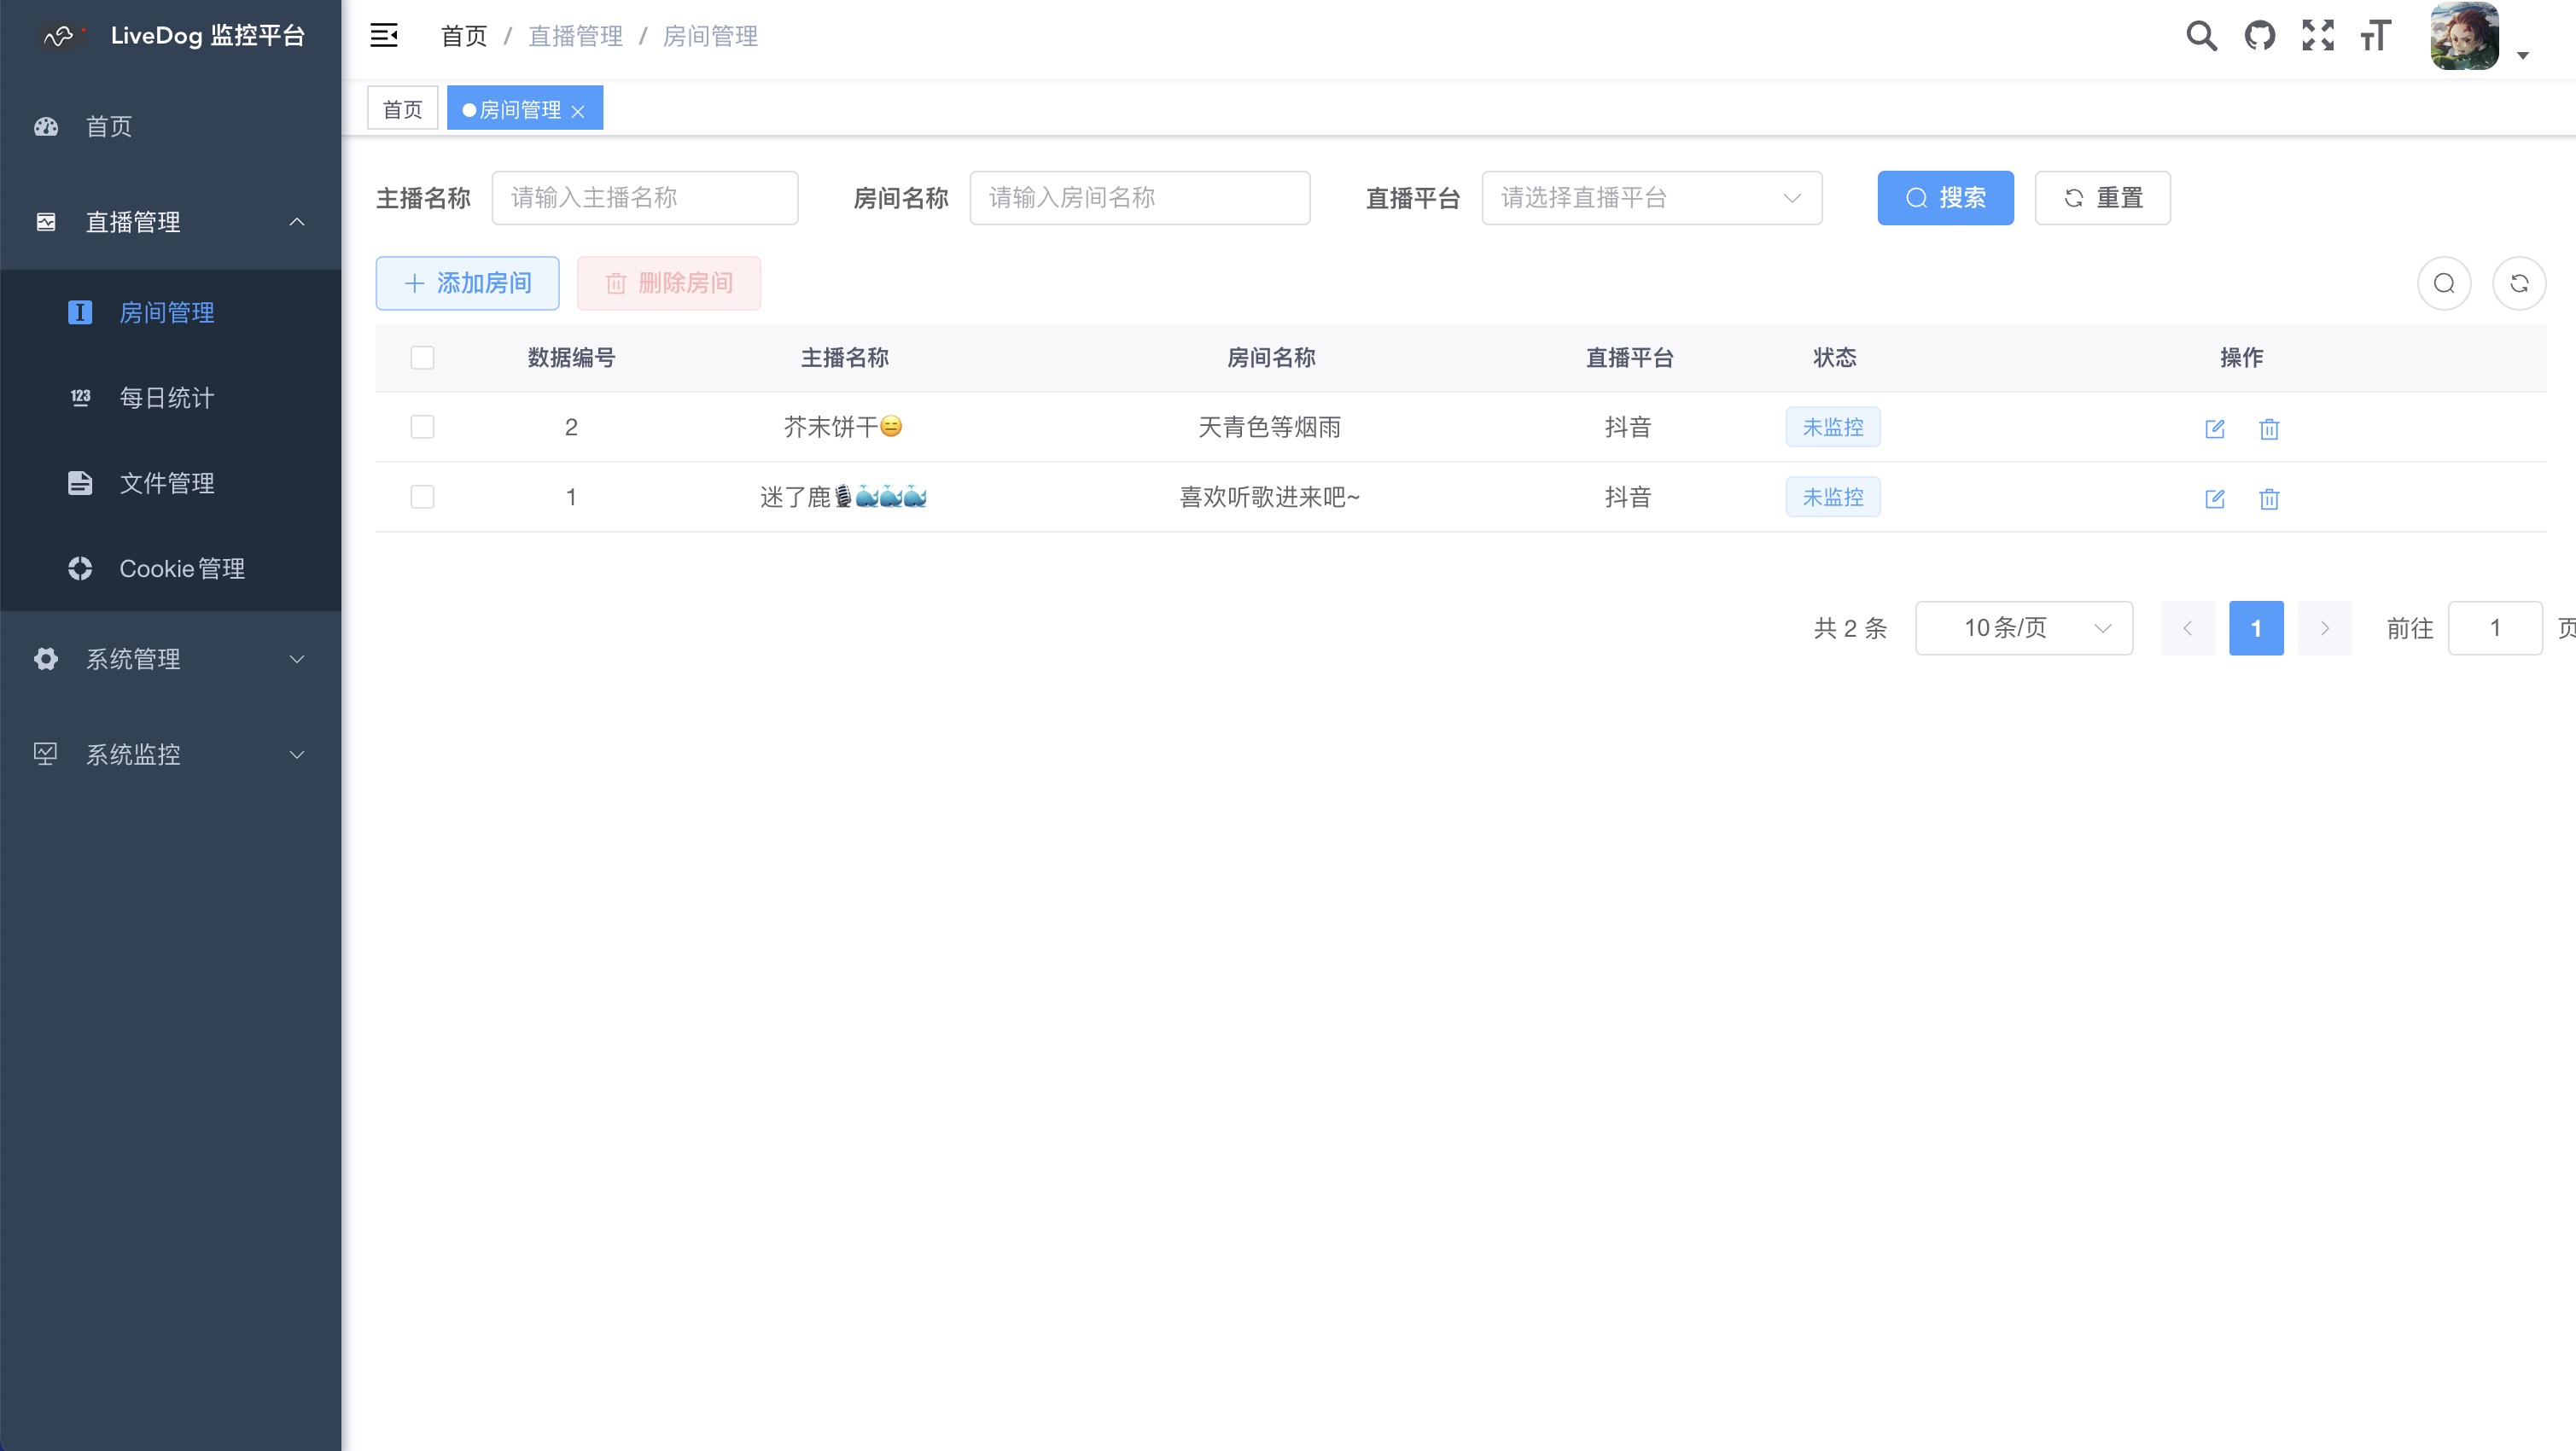 LiveDog 监控平台
首页 / 直播管理 / 房间管理
首页
房间管理
首页
直播管理
房间管理
123 每日统计
文件管理
Cookie管理
系统管理
系统监控
主播名称 请输入主播名称 房间名称 请输入房间名称 直播平台 请选择直播平台 搜索 重置
添加房间 删除房间
数据编号 主播名称 房间名称 直播平台 状态 操作
2 芥末饼干😑 天青色等烟雨 抖音 未监控
1 迷了鹿🎙🐳🐳🐳 喜欢听歌进来吧~ 抖音 未监控
共 2 条 10条/页 1 前往 1 页